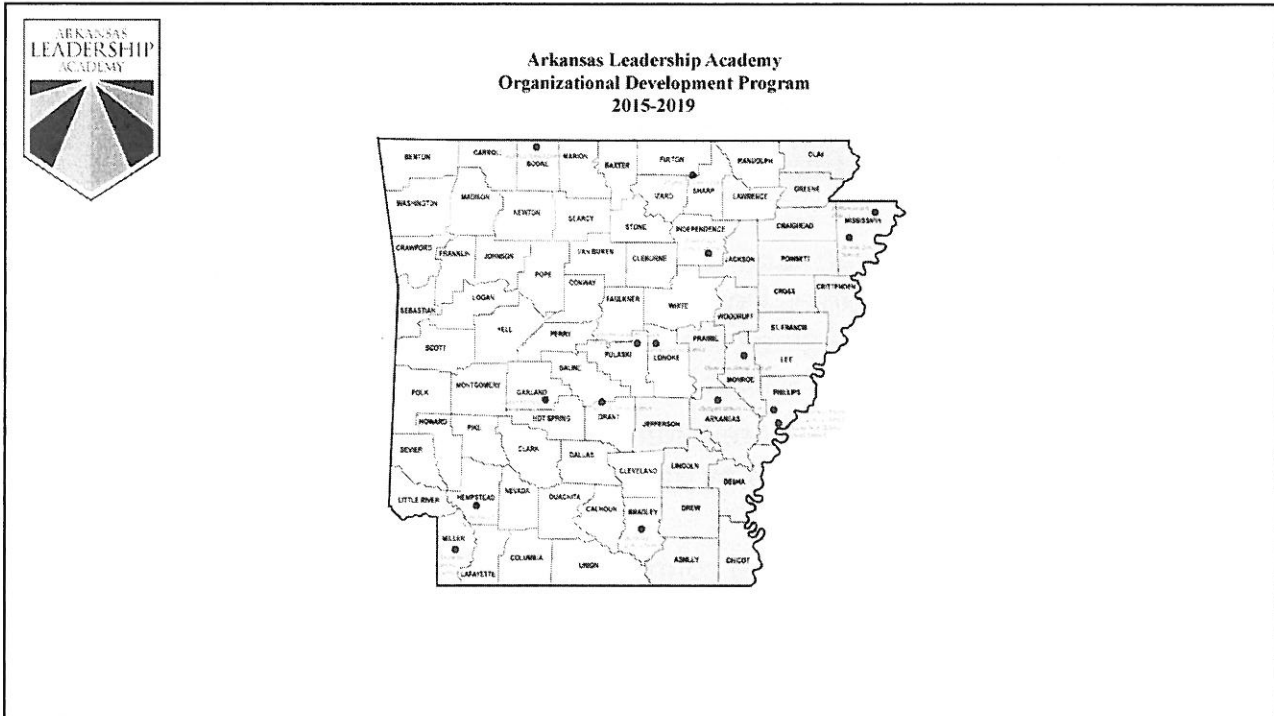 ARKANSAS
LEADERSHIP
ACADEMY
Arkansas Leadership Academy
Organizational Development Program
2015-2019
BENTON
CARROLL
BOONE
MARION
BAXTER
FULTON
RANDOLPH
CLAY
WASHINGTON
MADISON
NEWTON
SEARCY
STONE
IZARD
SHARP
LAWRENCE
GREENE
MISSISSIPPI
CRAIGHEAD
INDEPENDENCE
CRAWFORD
FRANKLIN
JOHNSON
POPE
VAN BUREN
CLEBURNE
JACKSON
POINSETT
CONWAY
FAULKNER
WHITE
CROSS
CRITTENDEN
LOGAN
SEBASTIAN
WOODRUFF
ST. FRANCIS
YELL
PERRY
PRAIRIE
SCOTT
PULASKI
LONOKE
LEE
SALINE
MONROE
POLK
MONTGOMERY
GARLAND
PHILLIPS
HOT SPRING
GRANT
JEFFERSON
ARKANSAS
HOWARD
PIKE
SEVIER
CLARK
DALLAS
CLEVELAND
LINCOLN
DESHA
LITTLE RIVER
HEMPSTEAD
NEVADA
OUACHITA
CALHOUN
BRADLEY
DREW
MILLER
COLUMBIA
UNION
ASHLEY
CHICOT
LAFAYETTE